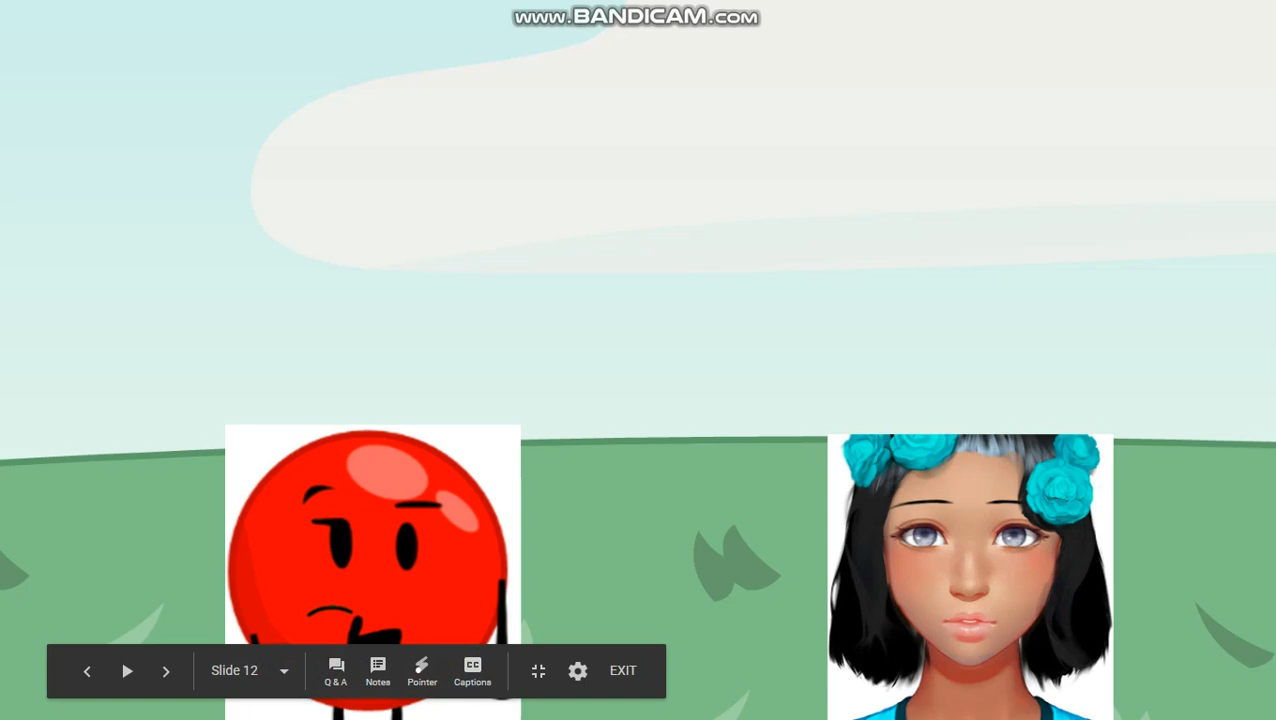 www.BANDICAM.com
Slide 12
Q & A
Notes
Pointer
CC
Captions
EXIT